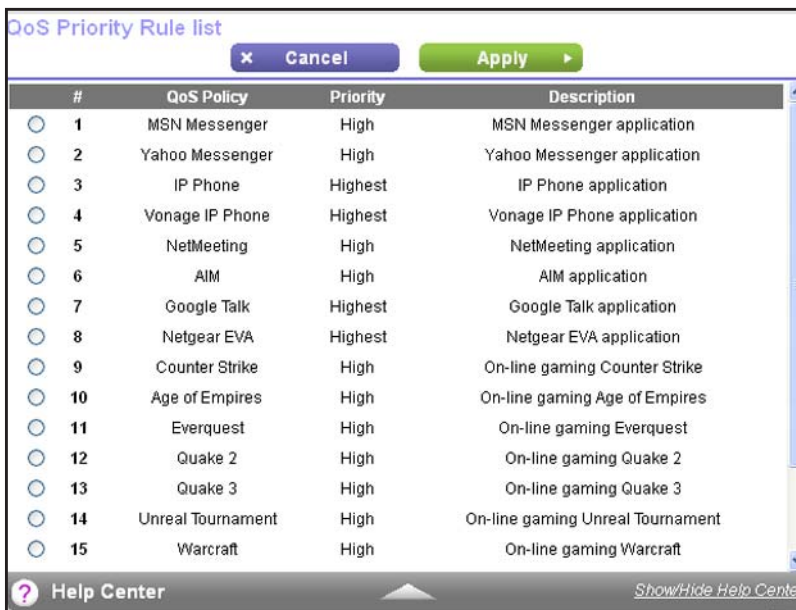 QoS Priority Rule list
× Cancel Apply
# QoS Policy Priority Description
1 MSN Messenger High MSN Messenger application
2 Yahoo Messenger High Yahoo Messenger application
3 IP Phone Highest IP Phone application
4 Vonage IP Phone Highest Vonage IP Phone application
5 NetMeeting High NetMeeting application
6 AIM High AIM application
7 Google Talk Highest Google Talk application
8 Netgear EVA Highest Netgear EVA application
9 Counter Strike High On-line gaming Counter Strike
10 Age of Empires High On-line gaming Age of Empires
11 Everquest High On-line gaming Everquest
12 Quake 2 High On-line gaming Quake 2
13 Quake 3 High On-line gaming Quake 3
14 Unreal Tournament High On-line gaming Unreal Tournament
15 Warcraft High On-line gaming Warcraft
? Help Center Show/Hide Help Cente